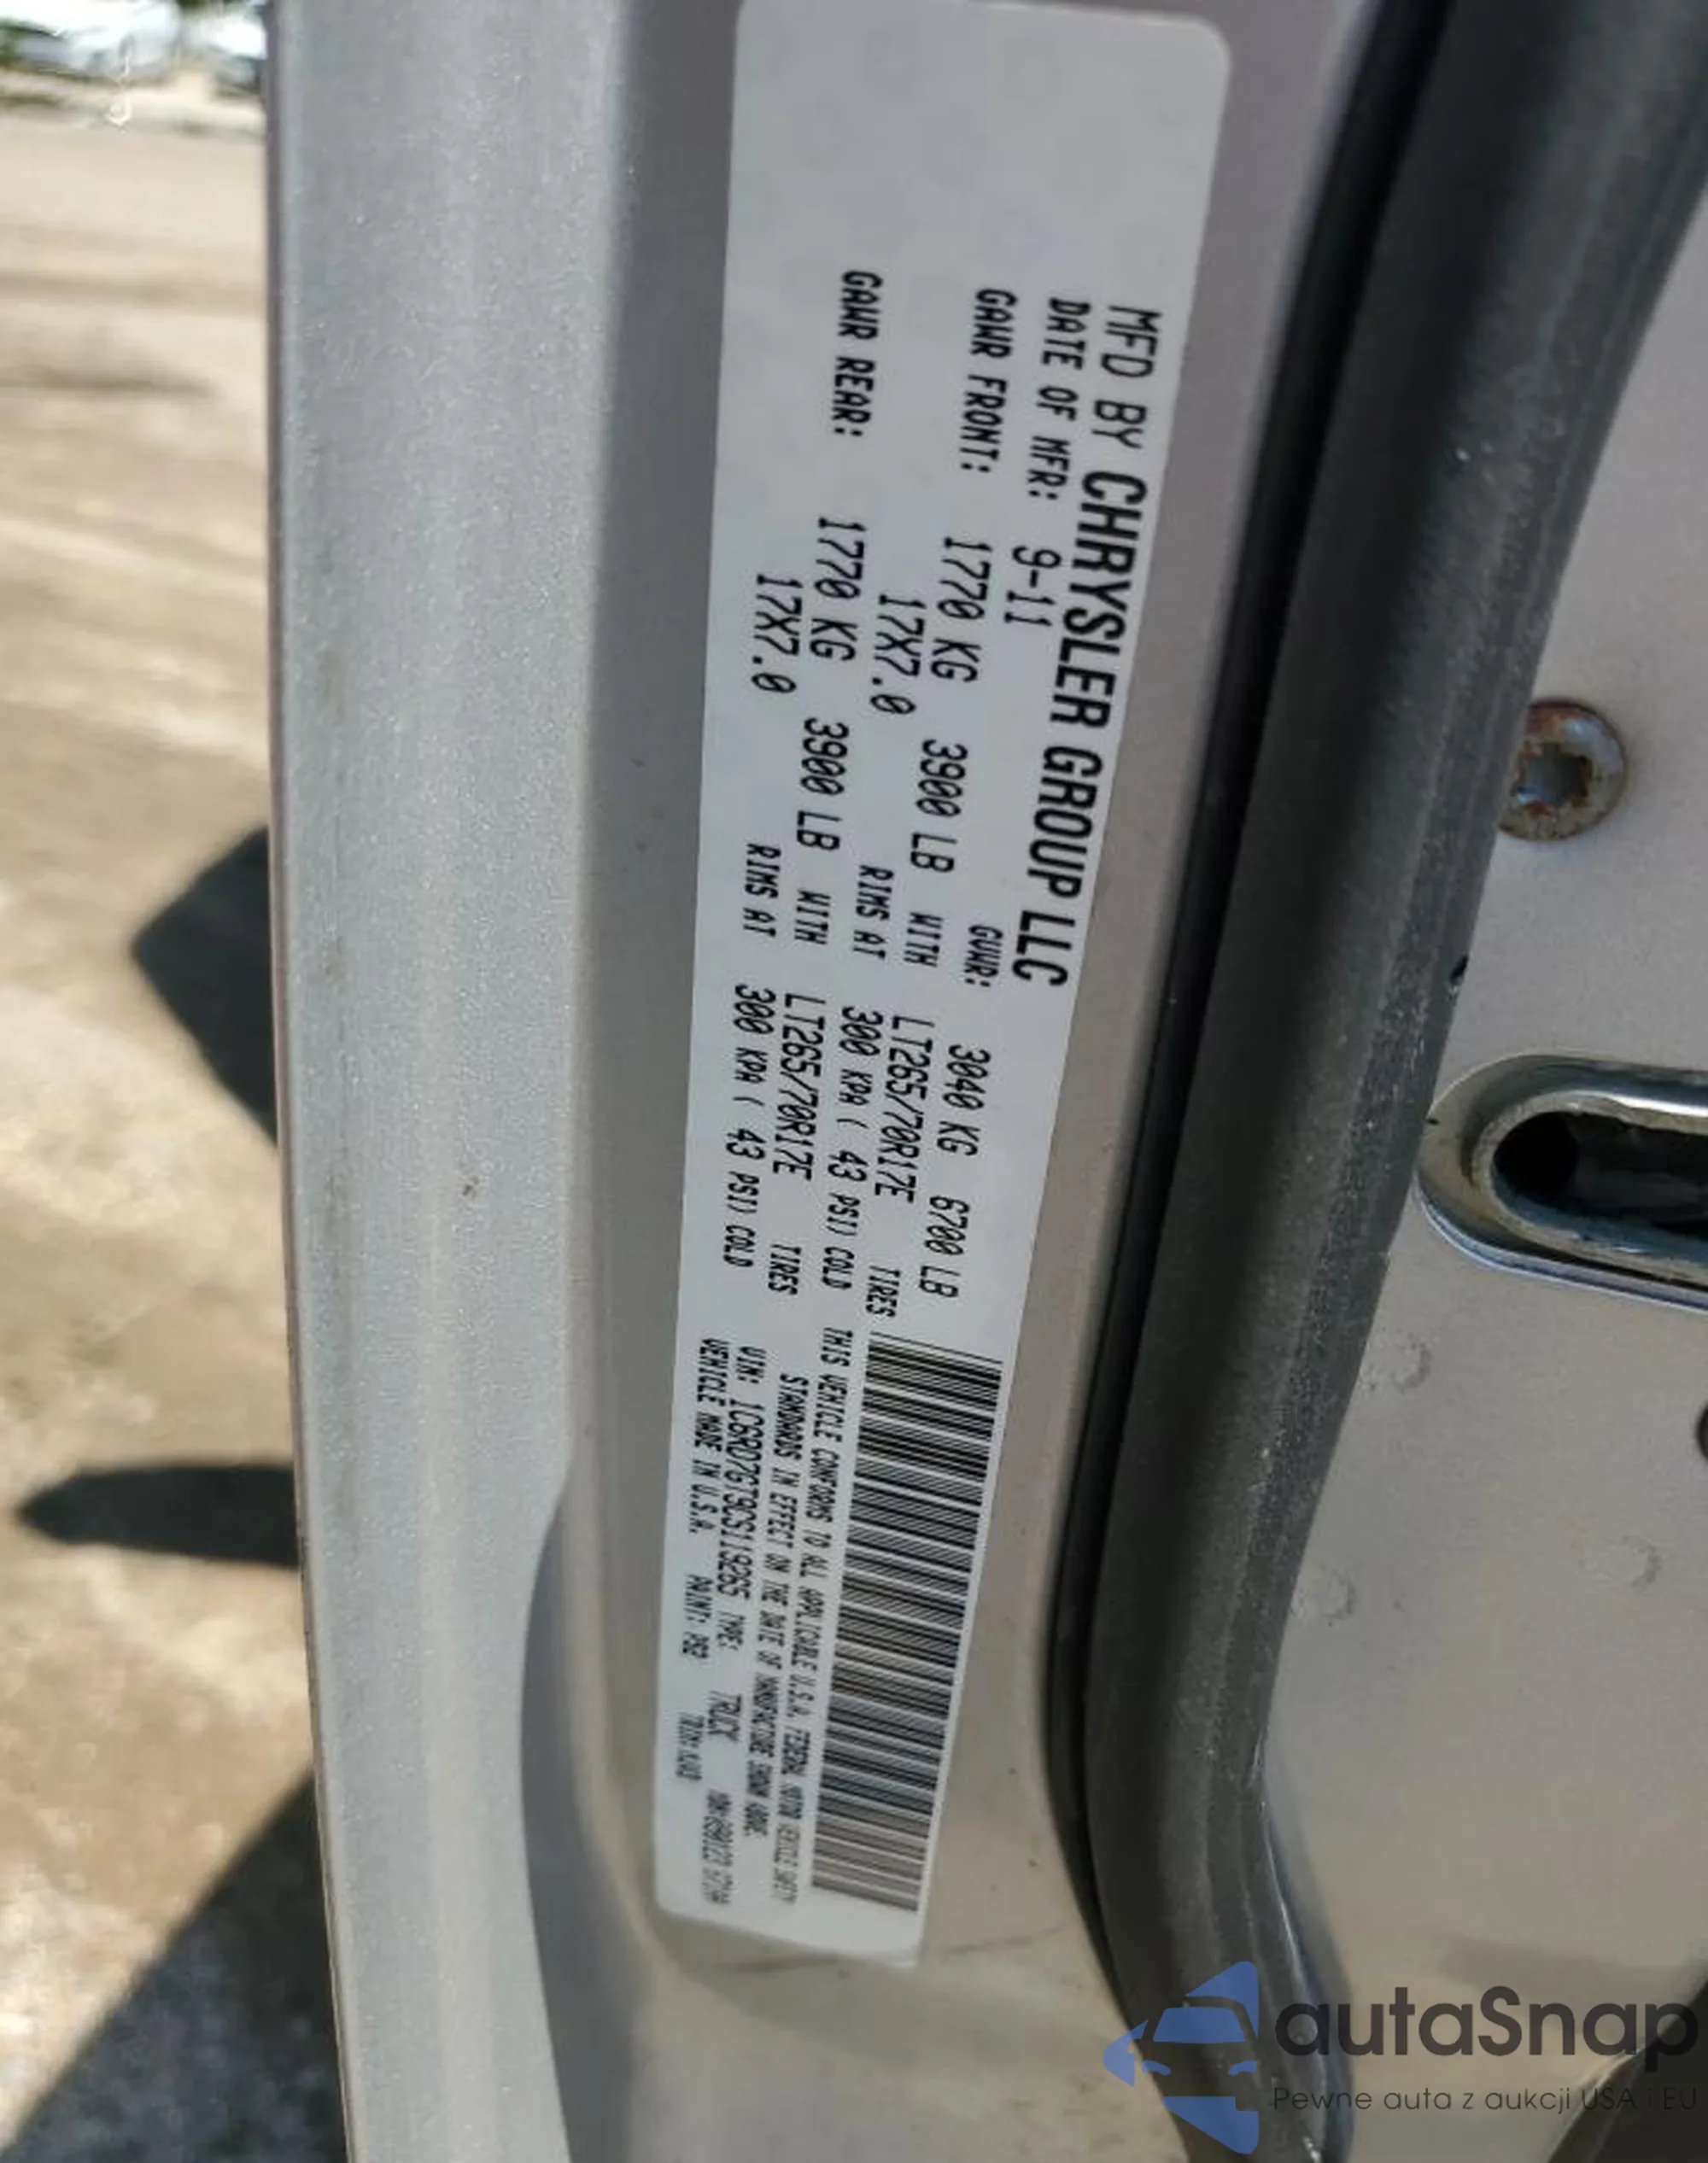 MFD BY CHRYSLER GROUP LLC
DATE OF MFR: 9-11 GVWR: 3040 KG 6700 LB
GAWR FRONT: 1770 KG 3900 LB WITH LT265/70R17E TIRES
17X7.0 RIMS AT 300 KPA ( 43 PSI) COLD
GAWR REAR: 1770 KG 3900 LB WITH LT265/70R17E TIRES
17X7.0 RIMS AT 300 KPA ( 43 PSI) COLD
THIS VEHICLE CONFORMS TO ALL APPLICABLE U.S.A. FEDERAL MOTOR VEHICLE SAFETY
STANDARDS IN EFFECT ON THE DATE OF MANUFACTURE SHOWN ABOVE.
VIN: 1C6RD7GT9CS119265 TYPE: TRUCK
VEHICLE MADE IN U.S.A. PAINT: PS2
autaSnap
Pewne auta z aukcji USA i EU